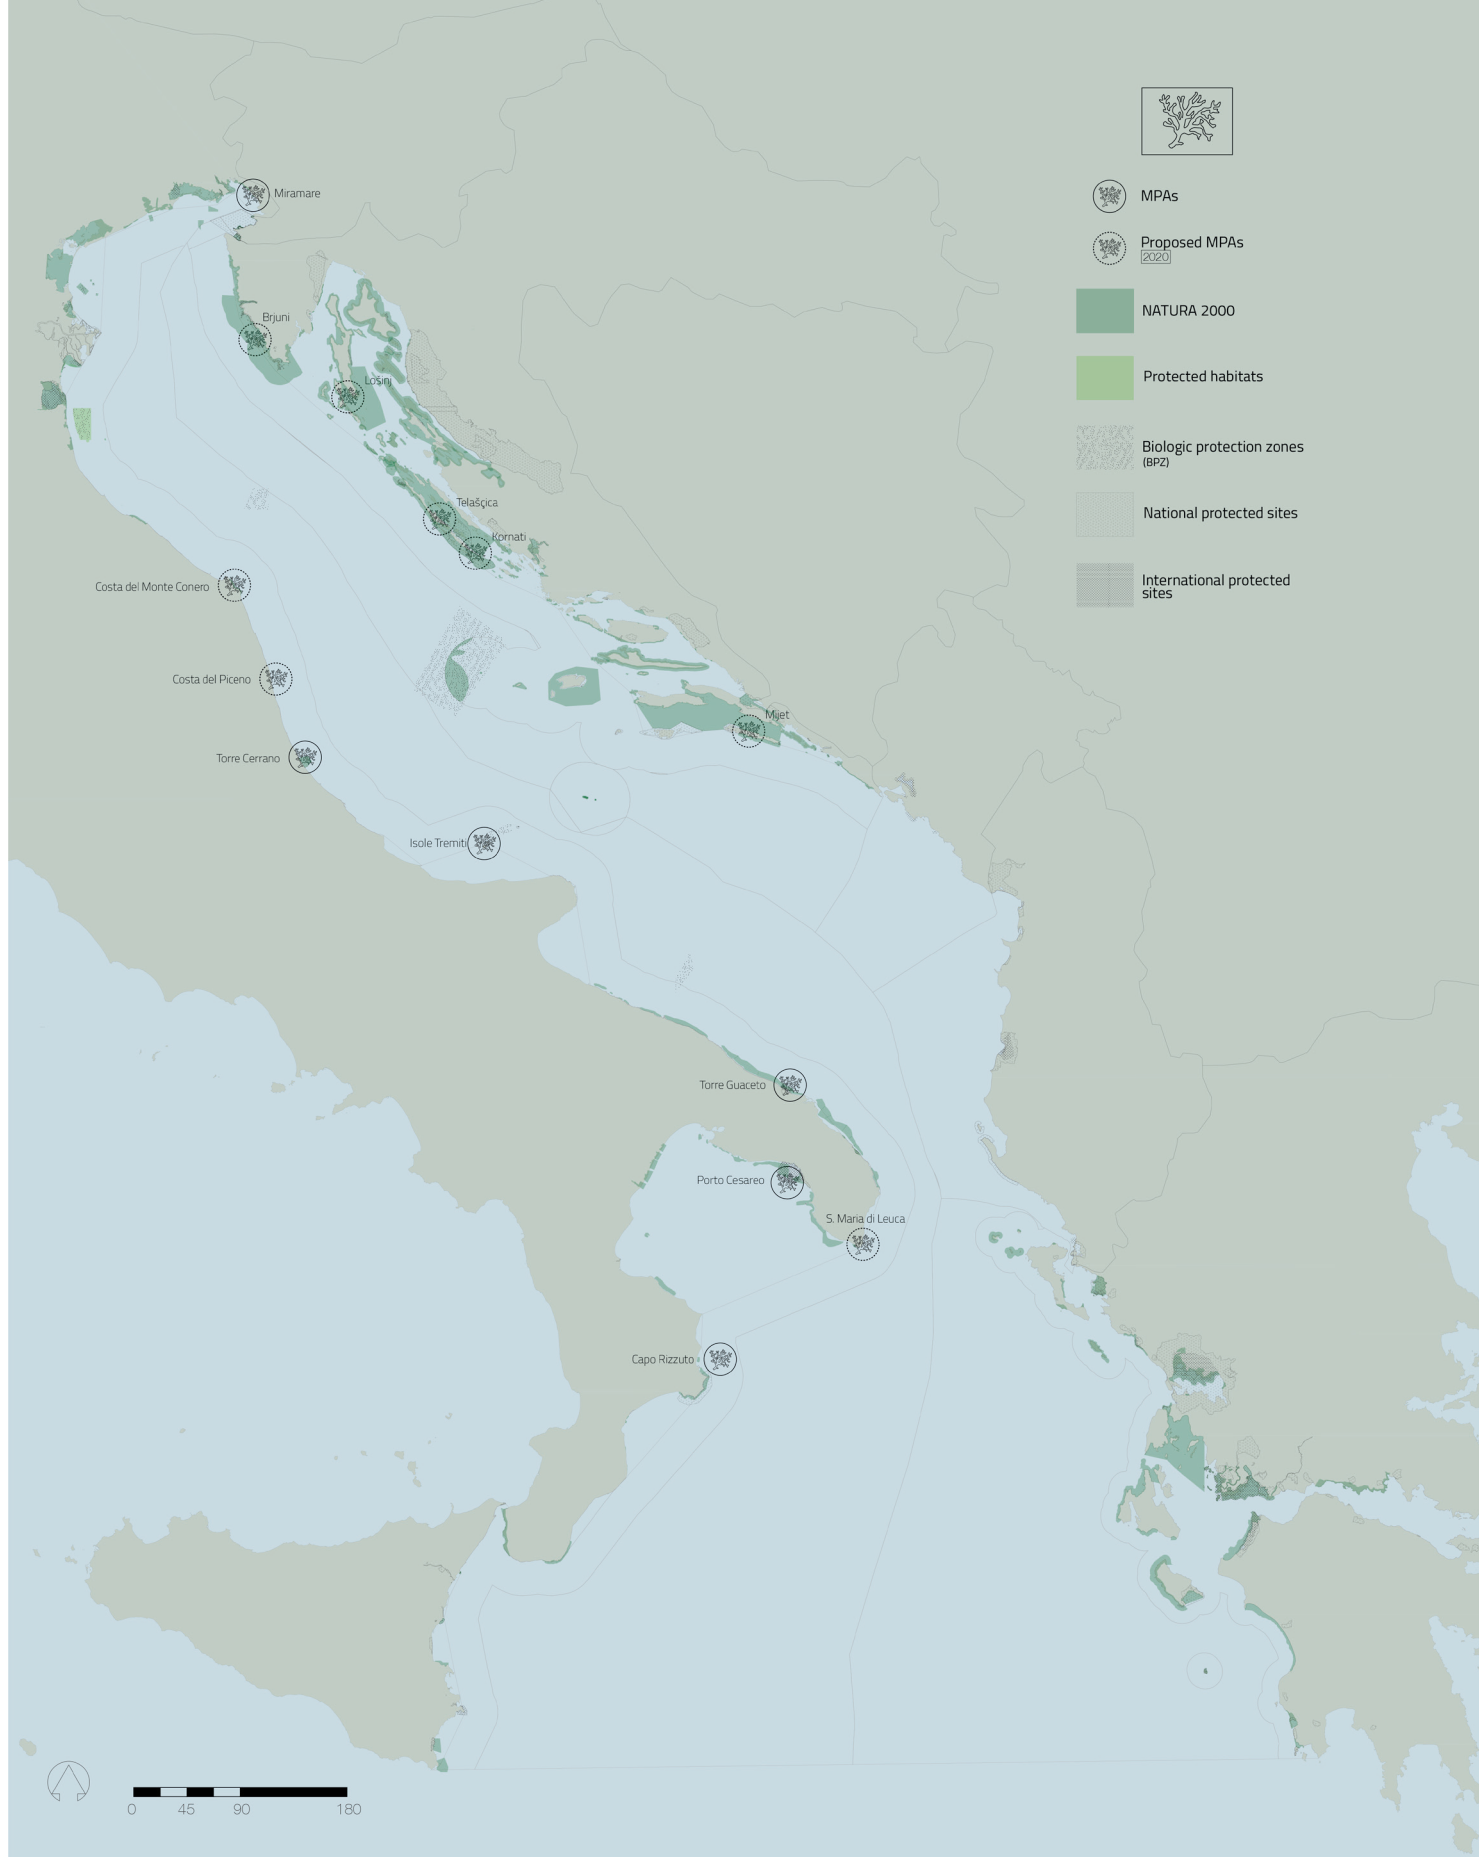 MPAs
Proposed MPAs
2020
NATURA 2000
Protected habitats
Biologic protection zones
(BPZ)
National protected sites
International protected
sites
Miramare
Brjuni
Lošinj
Telašçica
Kornati
Costa del Monte Conero
Costa del Piceno
Mljet
Torre Cerrano
Isole Tremiti
Torre Guaceto
Porto Cesareo
S. Maria di Leuca
Capo Rizzuto
0 45 90 180